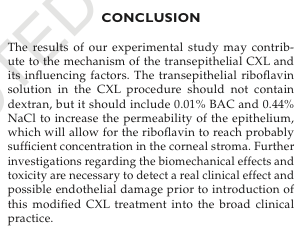 CONCLUSION
The results of our experimental study may contrib-
ute to the mechanism of the transepithelial CXL and
its influencing factors. The transepithelial riboflavin
solution in the CXL procedure should not contain
dextran, but it should include 0.01% BAC and 0.44%
NaCl to increase the permeability of the epithelium,
which will allow for the riboflavin to reach probably
sufficient concentration in the corneal stroma. Further
investigations regarding the biomechanical effects and
toxicity are necessary to detect a real clinical effect and
possible endothelial damage prior to introduction of
this modified CXL treatment into the broad clinical
practice.